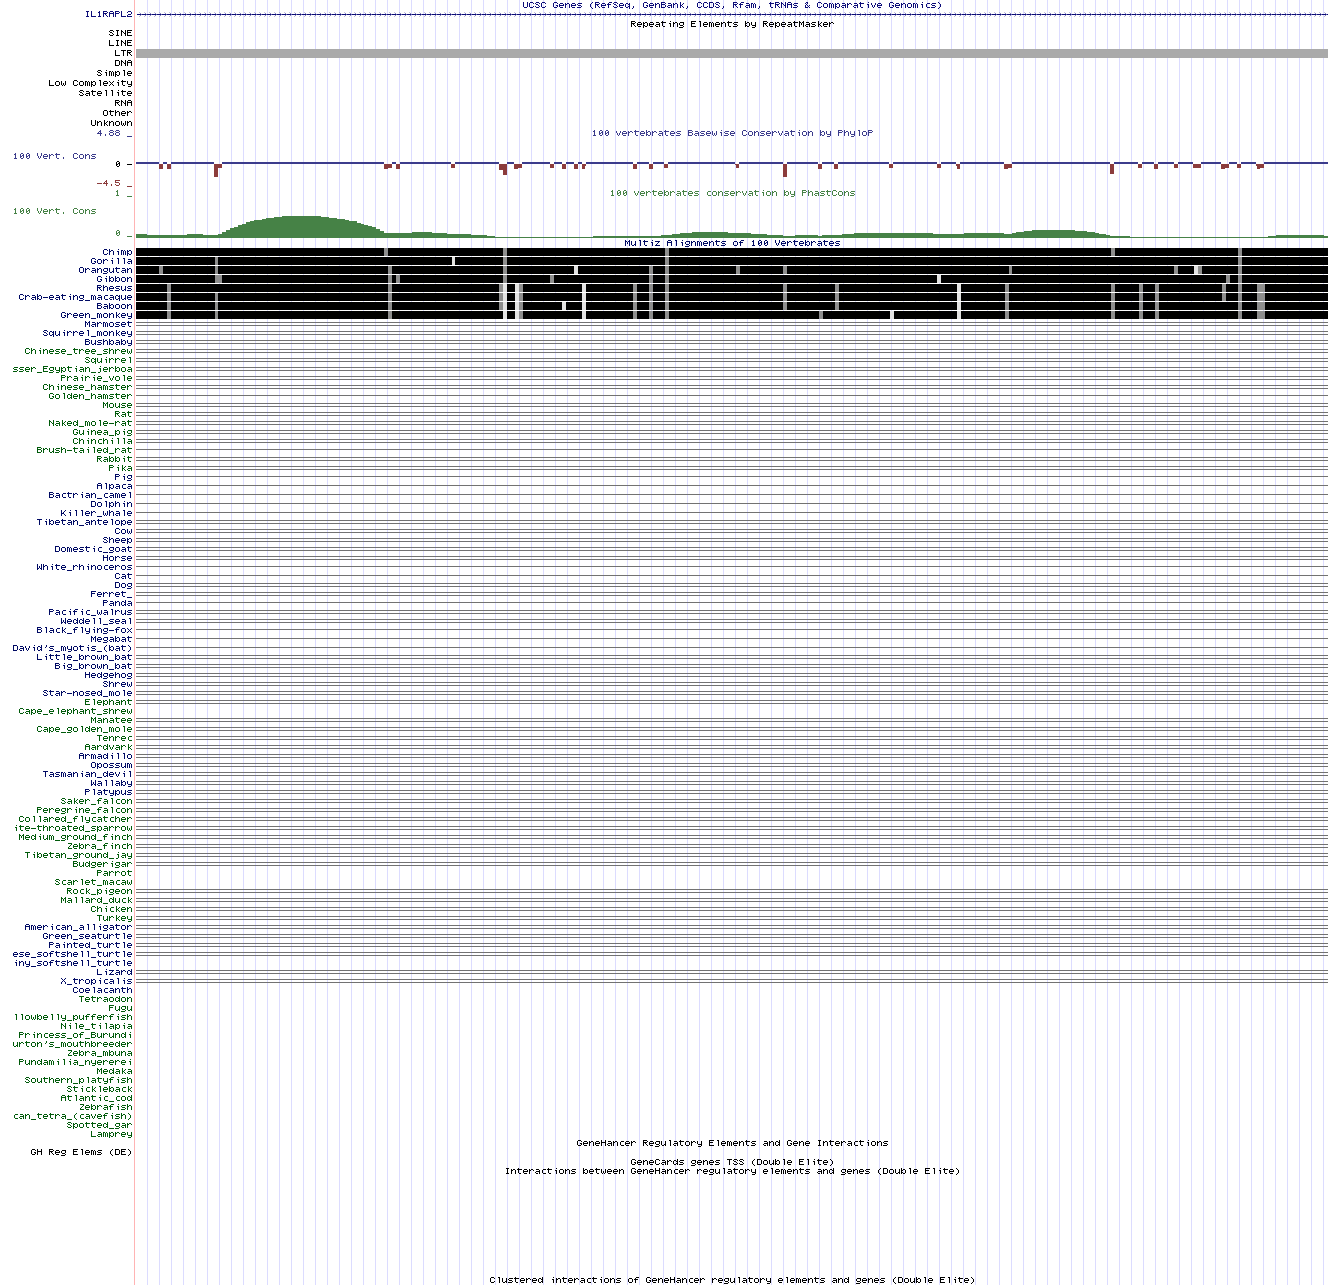 UCSC Genes (RefSeq, GenBank, CCDS, Rfam, tRNAs & Comparative Genomics)
IL1RAPL2
Repeating Elements by RepeatMasker
SINE
LINE
LTR
DNA
Simple
Low Complexity
Satellite
RNA
Other
Unknown
4.88 _
100 vertebrates Basewise Conservation by PhyloP
100 Vert. Cons
0 -
-4.5 _
1 _
100 vertebrates conservation by PhastCons
100 Vert. Cons
0 _
Multiz Alignments of 100 Vertebrates
Chimp
Gorilla
Orangutan
Gibbon
Rhesus
Crab-eating_macaque
Baboon
Green_monkey
Marmoset
Squirrel_monkey
Bushbaby
Chinese_tree_shrew
Squirrel
sser_Egyptian_jerboa
Prairie_vole
Chinese_hamster
Golden_hamster
Mouse
Rat
Naked_mole-rat
Guinea_pig
Chinchilla
Brush-tailed_rat
Rabbit
Pika
Pig
Alpaca
Bactrian_camel
Dolphin
Killer_whale
Tibetan_antelope
Cow
Sheep
Domestic_goat
Horse
White_rhinoceros
Cat
Dog
Ferret_
Panda
Pacific_walrus
Weddell_seal
Black_flying-fox
Megabat
David's_myotis_(bat)
Little_brown_bat
Big_brown_bat
Hedgehog
Shrew
Star-nosed_mole
Elephant
Cape_elephant_shrew
Manatee
Cape_golden_mole
Tenrec
Aardvark
Armadillo
Opossum
Tasmanian_devil
Wallaby
Platypus
Saker_falcon
Peregrine_falcon
Collared_flycatcher
ite-throated_sparrow
Medium_ground_finch
Zebra_finch
Tibetan_ground_jay
Budgerigar
Parrot
Scarlet_macaw
Rock_pigeon
Mallard_duck
Chicken
Turkey
American_alligator
Green_seaturtle
Painted_turtle
ese_softshell_turtle
iny_softshell_turtle
Lizard
X_tropicalis
Coelacanth
Tetraodon
Fugu
llowbelly_pufferfish
Nile_tilapia
Princess_of_Burundi
urton's_mouthbreeder
Zebra_mbuna
Pundamilia_nyererei
Medaka
Southern_platyfish
Stickleback
Atlantic_cod
Zebrafish
can_tetra_(cavefish)
Spotted_gar
Lamprey
GeneHancer Regulatory Elements and Gene Interactions
GH Reg Elems (DE)
GeneCards genes TSS (Double Elite)
Interactions between GeneHancer regulatory elements and genes (Double Elite)
Clustered interactions of GeneHancer regulatory elements and genes (Double Elite)